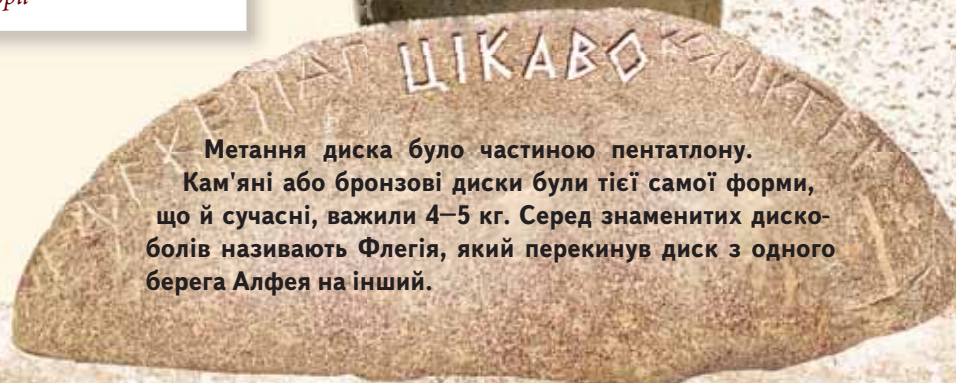 ЦІКАВО
Метання диска було частиною пентатлону.
Кам'яні або бронзові диски були тієї самої форми,
що й сучасні, важили 4–5 кг. Серед знаменитих диско-
болів називають Флегія, який перекинув диск з одного
берега Алфея на інший.